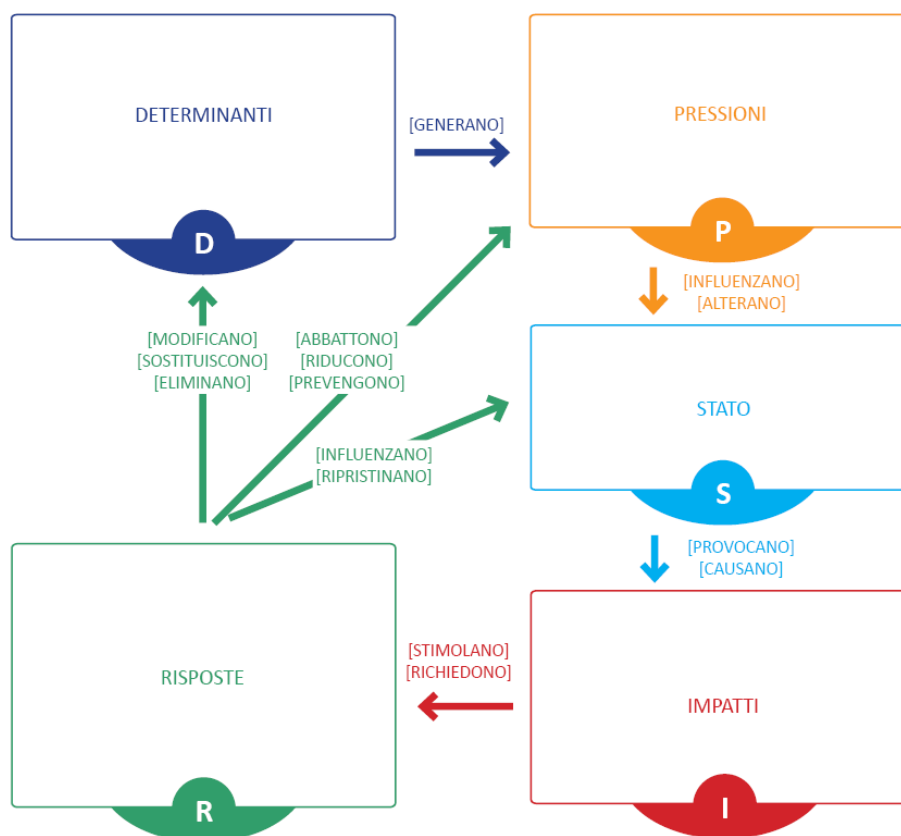 DETERMINANTI
D
[GENERANO]
PRESSIONI
P
[INFLUENZANO]
[ALTERANO]
[MODIFICANO]
[SOSTITUISCONO]
[ELIMINANO]
[ABBATTONO]
[RIDUCONO]
[PREVENGONO]
STATO
S
[INFLUENZANO]
[RIPRISTINANO]
[PROVOCANO]
[CAUSANO]
RISPOSTE
R
[STIMOLANO]
[RICHIEDONO]
IMPATTI
I